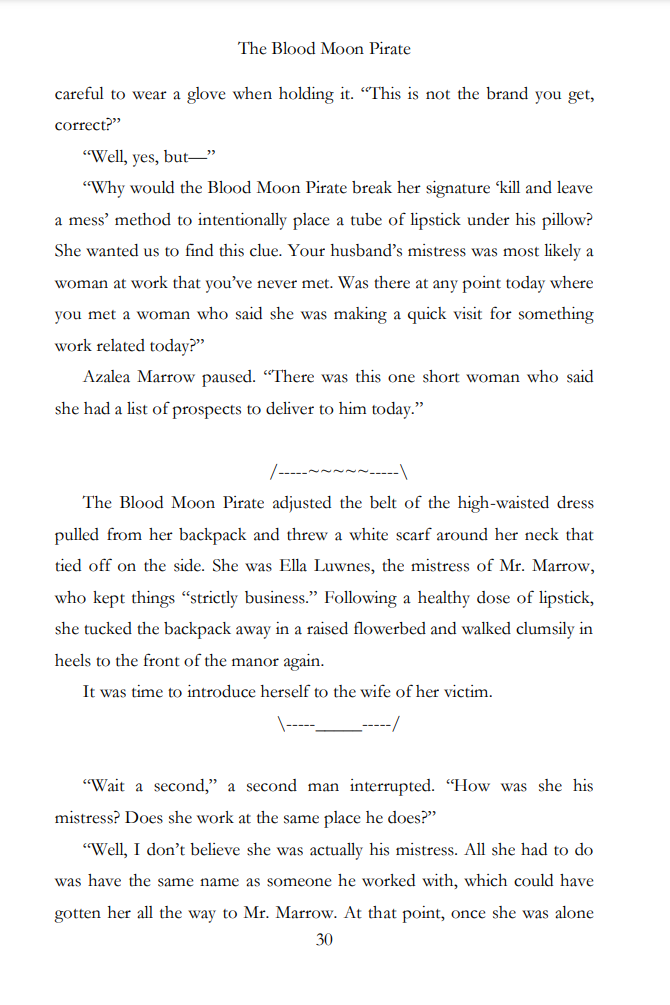 The Blood Moon Pirate
careful to wear a glove when holding it. “This is not the brand you get,
correct?”
“Well, yes, but—”
“Why would the Blood Moon Pirate break her signature ‘kill and leave
a mess’ method to intentionally place a tube of lipstick under his pillow?
She wanted us to find this clue. Your husband’s mistress was most likely a
woman at work that you’ve never met. Was there at any point today where
you met a woman who said she was making a quick visit for something
work related today?”
Azalea Marrow paused. “There was this one short woman who said
she had a list of prospects to deliver to him today.”
/-----~~~~~-----\
The Blood Moon Pirate adjusted the belt of the high-waisted dress
pulled from her backpack and threw a white scarf around her neck that
tied off on the side. She was Ella Luwnes, the mistress of Mr. Marrow,
who kept things “strictly business.” Following a healthy dose of lipstick,
she tucked the backpack away in a raised flowerbed and walked clumsily in
heels to the front of the manor again.
It was time to introduce herself to the wife of her victim.
\-----_____-----/
“Wait a second,” a second man interrupted. “How was she his
mistress? Does she work at the same place he does?”
“Well, I don’t believe she was actually his mistress. All she had to do
was have the same name as someone he worked with, which could have
gotten her all the way to Mr. Marrow. At that point, once she was alone
30